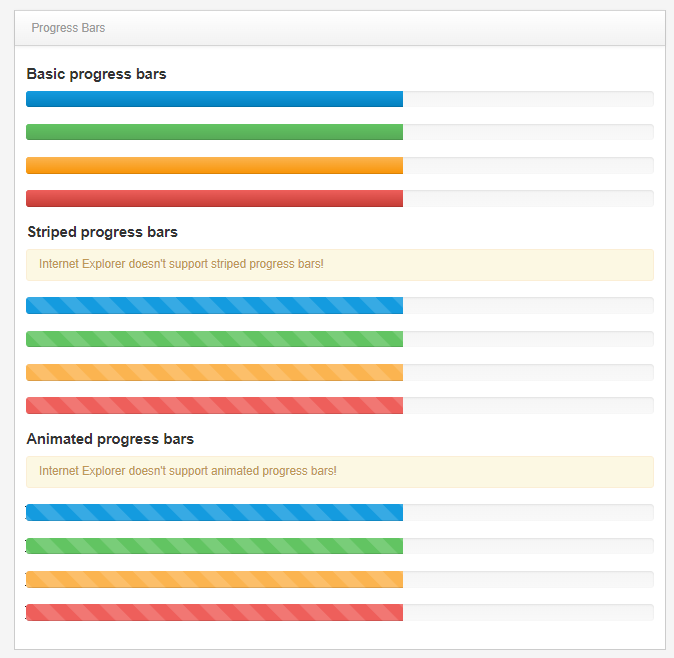 Progress Bars
Basic progress bars
Striped progress bars
Internet Explorer doesn't support striped progress bars!
Animated progress bars
Internet Explorer doesn't support animated progress bars!